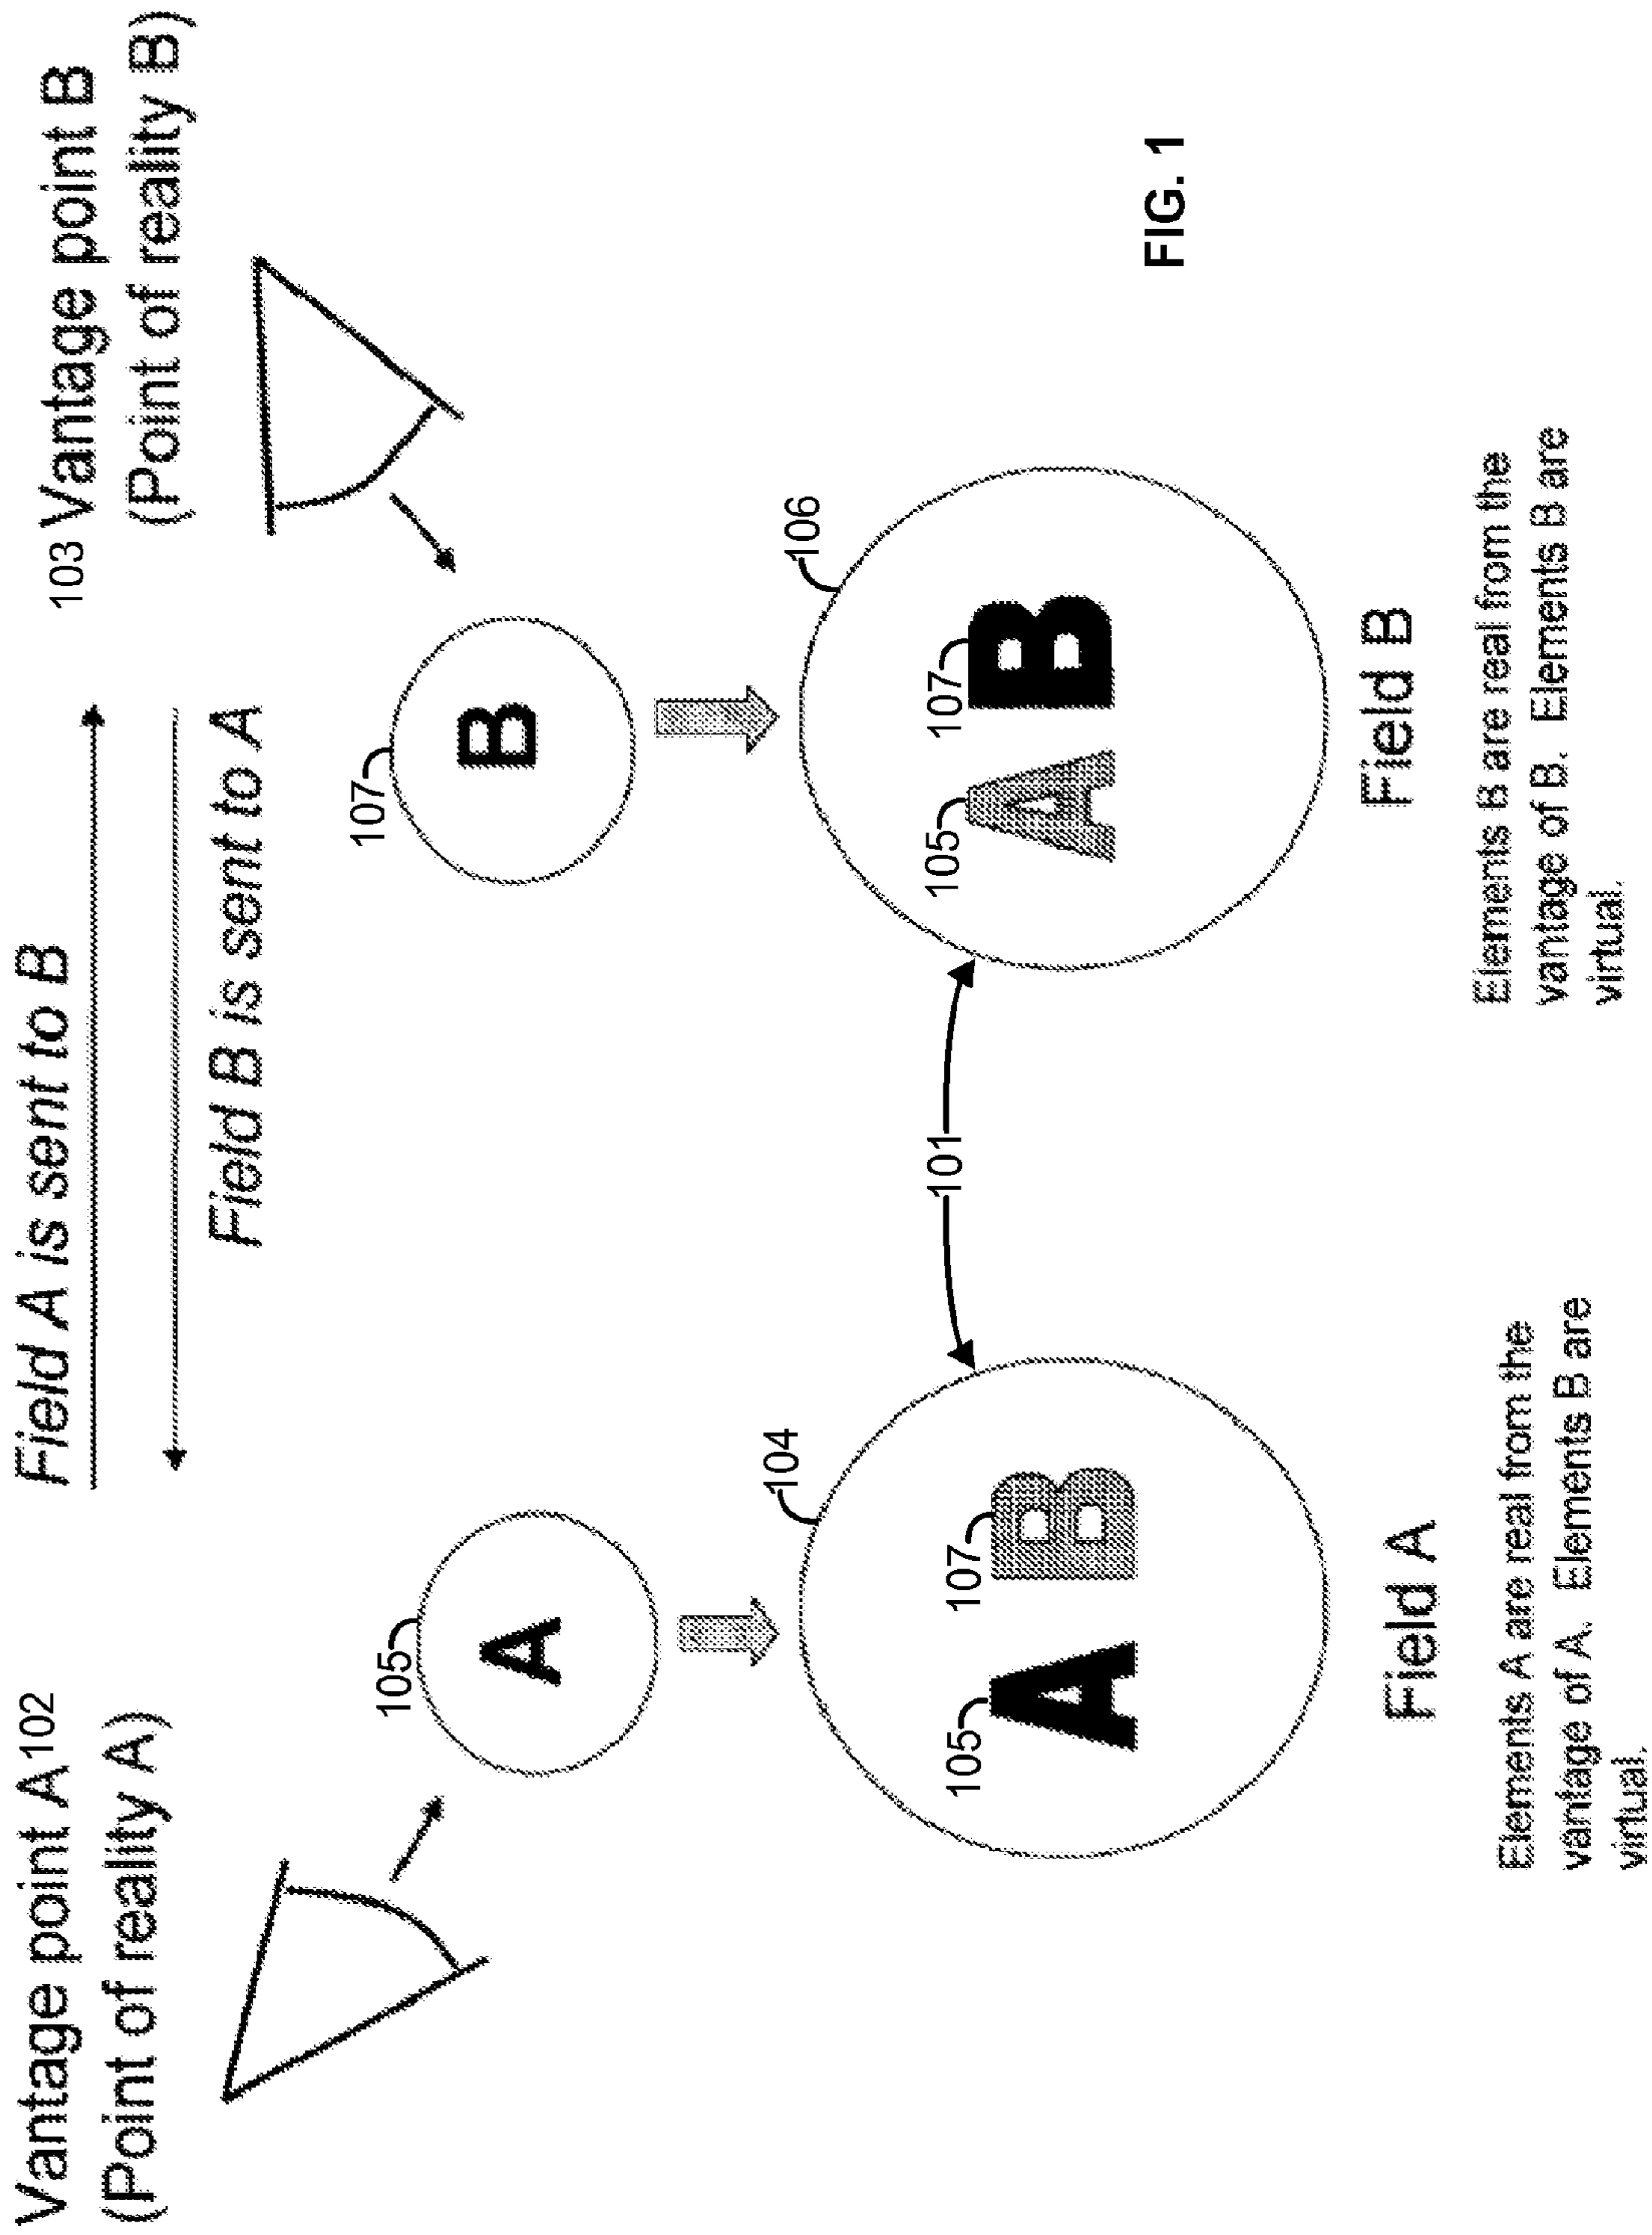 Vantage point A 102
(Point of reality A)
Field A is sent to B
Field B is sent to A
103 Vantage point B
(Point of reality B)
105
A
107
B
104
105
A
107
B
101
106
105
A
107
B
Field A
Field B
Elements A are real from the
vantage of A. Elements B are
virtual.
Elements B are real from the
vantage of B. Elements B are
virtual.
FIG. 1